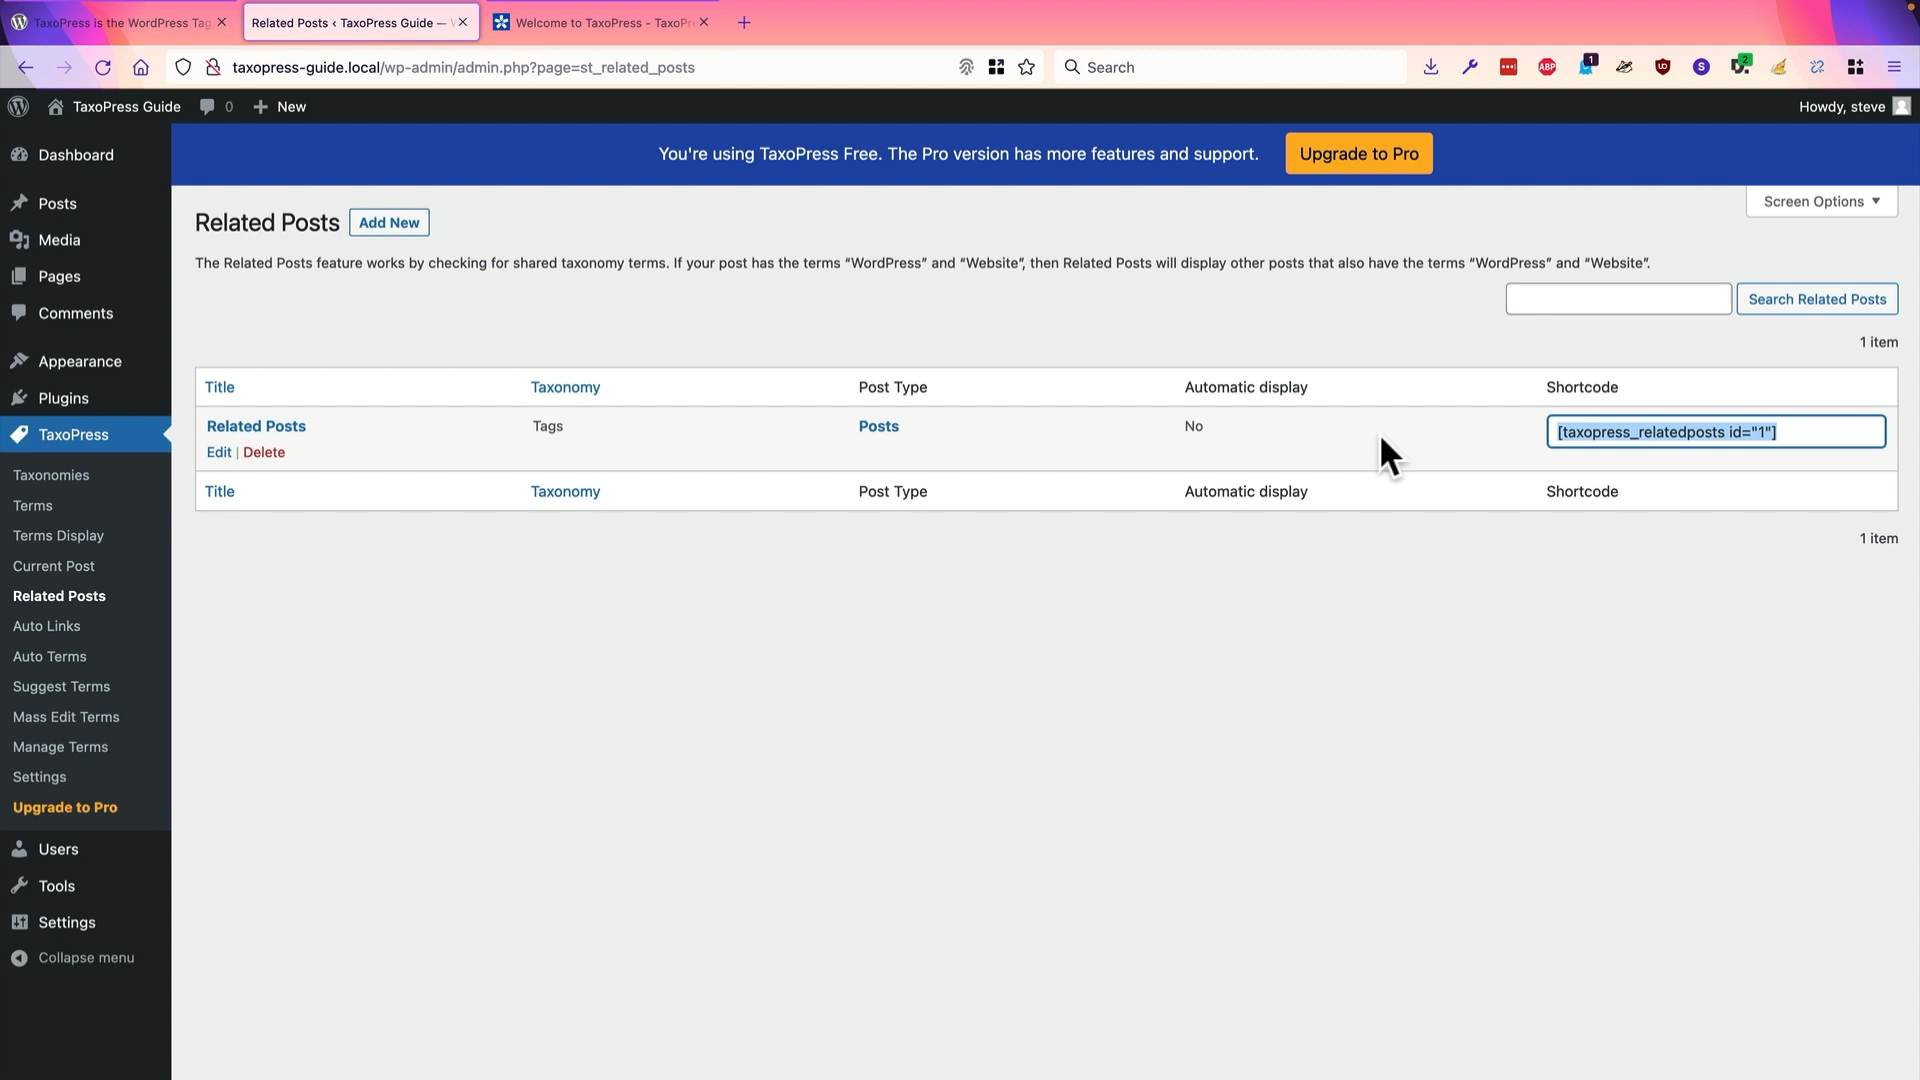 TaxoPress is the WordPress Tag
Related Posts ‹ TaxoPress Guide —
Welcome to TaxoPress - TaxoPr
taxopress-guide.local/wp-admin/admin.php?page=st_related_posts
Search
ABP
1
S
2
TaxoPress Guide
0
New
Howdy, steve
You're using TaxoPress Free. The Pro version has more features and support.
Upgrade to Pro
Screen Options
Dashboard
Posts
Media
Pages
Comments
Appearance
Plugins
TaxoPress
Taxonomies
Terms
Terms Display
Current Post
Related Posts
Auto Links
Auto Terms
Suggest Terms
Mass Edit Terms
Manage Terms
Settings
Upgrade to Pro
Users
Tools
Settings
Collapse menu
Related Posts
Add New
The Related Posts feature works by checking for shared taxonomy terms. If your post has the terms “WordPress” and “Website”, then Related Posts will display other posts that also have the terms “WordPress” and “Website”.
Search Related Posts
1 item
Title Taxonomy Post Type Automatic display Shortcode
Related Posts Tags Posts No [taxopress_relatedposts id="1"]
Edit | Delete
Title Taxonomy Post Type Automatic display Shortcode
1 item